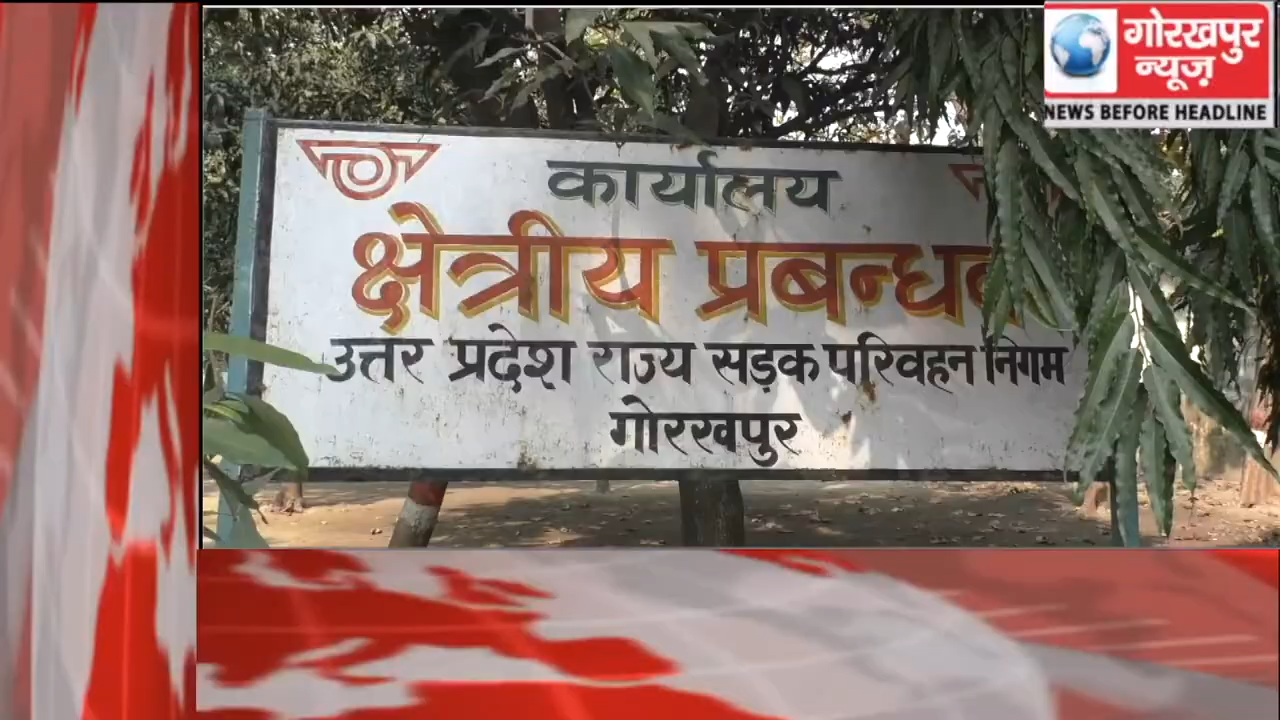 गोरखपुर
न्यूज़
NEWS BEFORE HEADLINE
कार्यालय
क्षेत्रीय
उत्तर प्रदेश राज्य सड़क परिवहन निगम
गोरखपुर